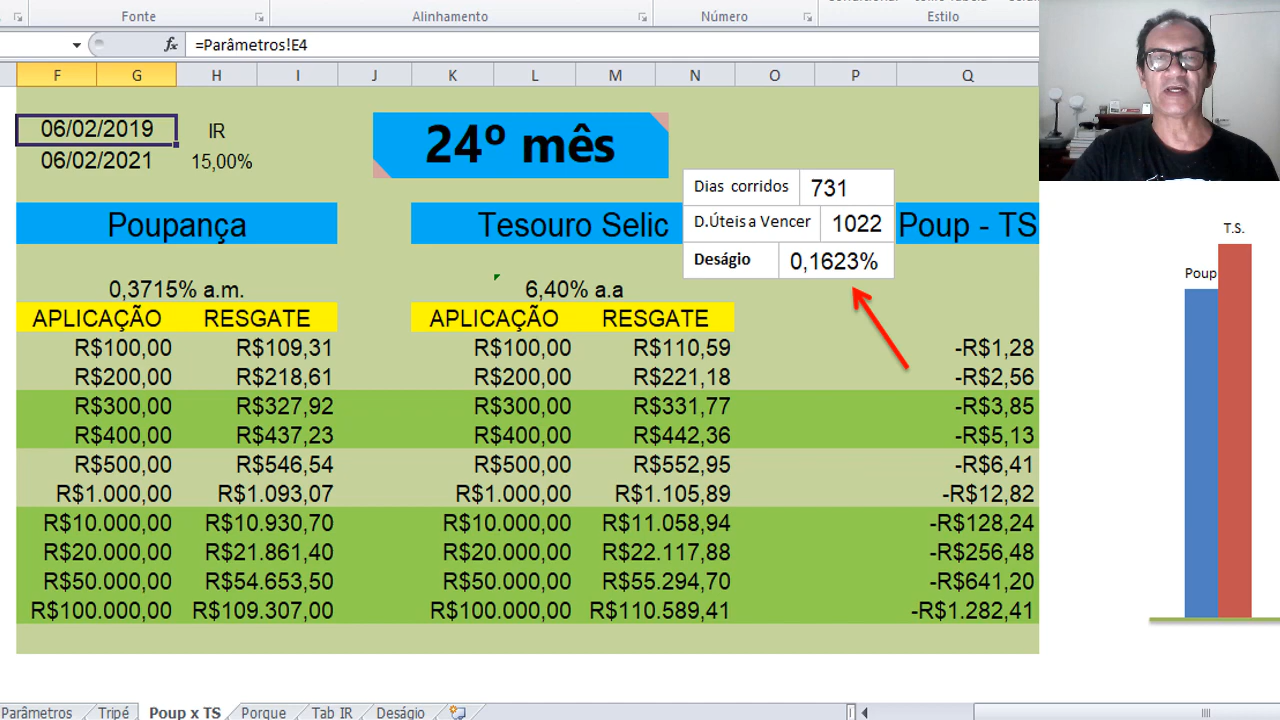 Fonte Alinhamento Número Estilo
fx =Parâmetros!E4
F G H I J K L M N O P Q
06/02/2019 IR
06/02/2021 15,00%
24º mês
Dias corridos 731
D.Úteis a Vencer 1022
Deságio 0,1623%
Poupança Tesouro Selic Poup - TS
0,3715% a.m. 6,40% a.a
APLICAÇÃO RESGATE APLICAÇÃO RESGATE
R$100,00 R$109,31 R$100,00 R$110,59 -R$1,28
R$200,00 R$218,61 R$200,00 R$221,18 -R$2,56
R$300,00 R$327,92 R$300,00 R$331,77 -R$3,85
R$400,00 R$437,23 R$400,00 R$442,36 -R$5,13
R$500,00 R$546,54 R$500,00 R$552,95 -R$6,41
R$1.000,00 R$1.093,07 R$1.000,00 R$1.105,89 -R$12,82
R$10.000,00 R$10.930,70 R$10.000,00 R$11.058,94 -R$128,24
R$20.000,00 R$21.861,40 R$20.000,00 R$22.117,88 -R$256,48
R$50.000,00 R$54.653,50 R$50.000,00 R$55.294,70 -R$641,20
R$100.000,00 R$109.307,00 R$100.000,00 R$110.589,41 -R$1.282,41
T.S.
Poup
Parâmetros Tripé Poup x TS Porque Tab IR Deságio